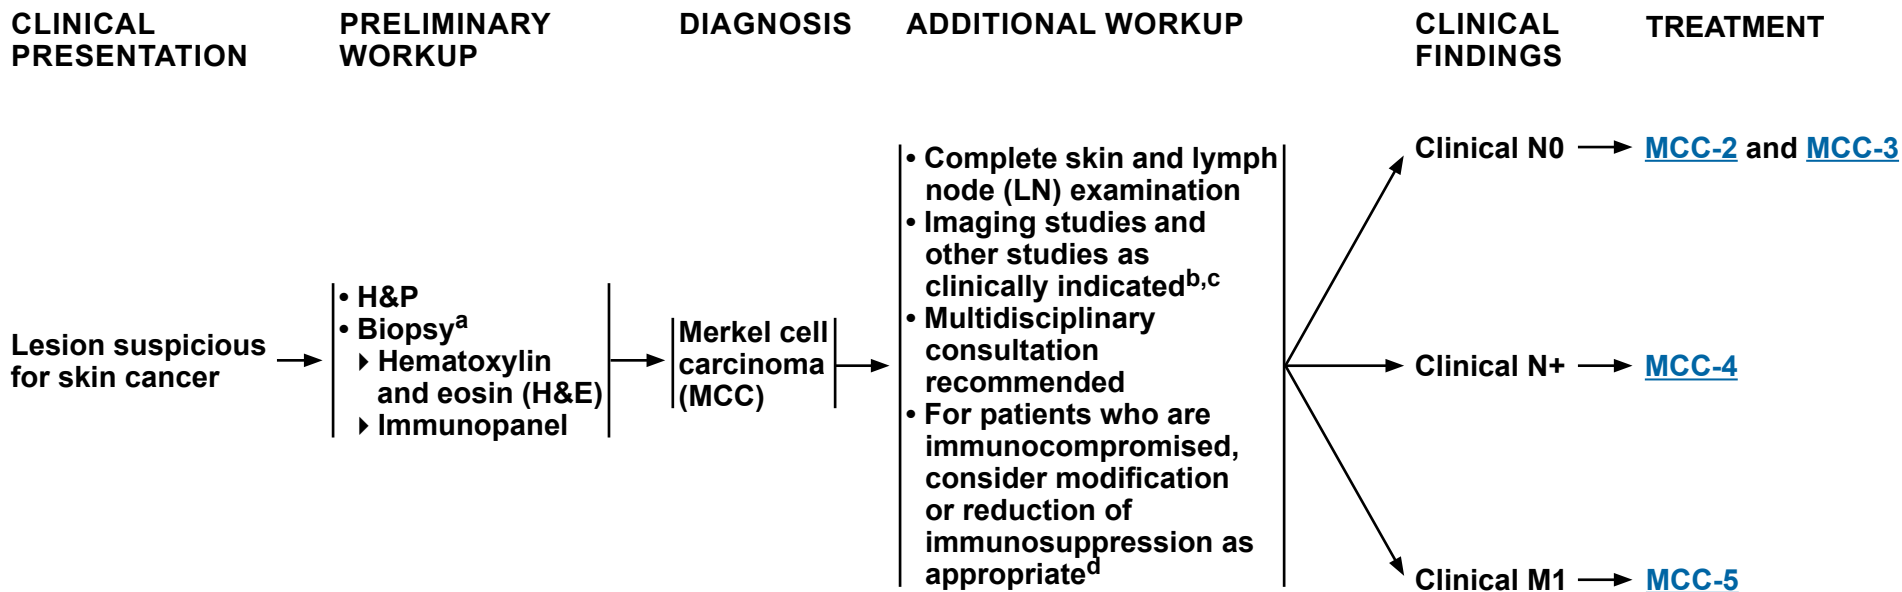 CLINICAL
PRESENTATION
PRELIMINARY
WORKUP
DIAGNOSIS
ADDITIONAL WORKUP
CLINICAL
FINDINGS
TREATMENT
Lesion suspicious
for skin cancer
• H&P
• Biopsyᵃ
▸ Hematoxylin
and eosin (H&E)
▸ Immunopanel
Merkel cell
carcinoma
(MCC)
• Complete skin and lymph
node (LN) examination
• Imaging studies and
other studies as
clinically indicatedᵇ,ᶜ
• Multidisciplinary
consultation
recommended
• For patients who are
immunocompromised,
consider modification
or reduction of
immunosuppression as
appropriateᵈ
Clinical N0
MCC-2 and MCC-3
Clinical N+
MCC-4
Clinical M1
MCC-5